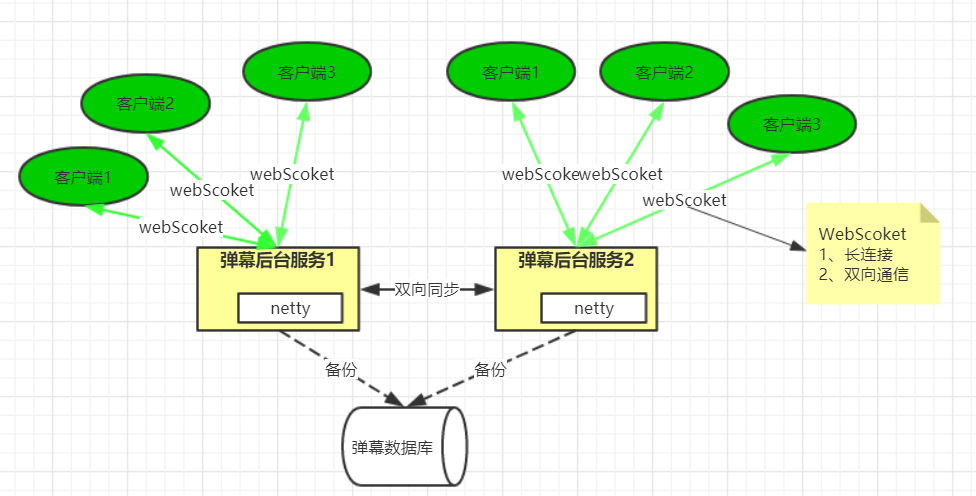 客户端3
客户端1
客户端2
客户端2
客户端3
客户端1
webScoket
webScoket
webScoket
webScoket
webScoket
webScoket
WebScoket
1、长连接
2、双向通信
弹幕后台服务1
netty
双向同步
弹幕后台服务2
netty
备份
备份
弹幕数据库